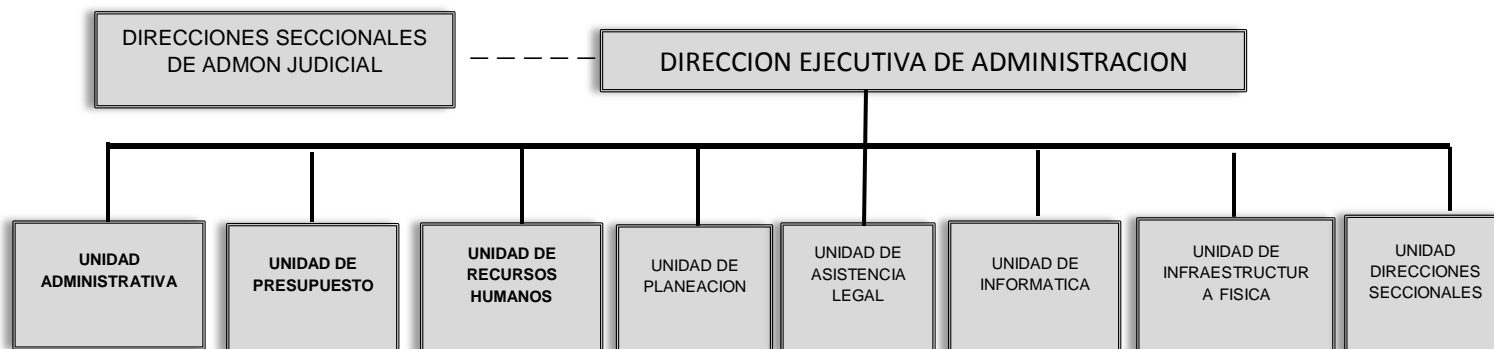 DIRECCIONES SECCIONALES
DE ADMON JUDICIAL
DIRECCION EJECUTIVA DE ADMINISTRACION
UNIDAD
ADMINISTRATIVA
UNIDAD DE
PRESUPUESTO
UNIDAD DE
RECURSOS
HUMANOS
UNIDAD DE
PLANEACION
UNIDAD DE
ASISTENCIA
LEGAL
UNIDAD DE
INFORMATICA
UNIDAD DE
INFRAESTRUCTUR
A FISICA
UNIDAD
DIRECCIONES
SECCIONALES